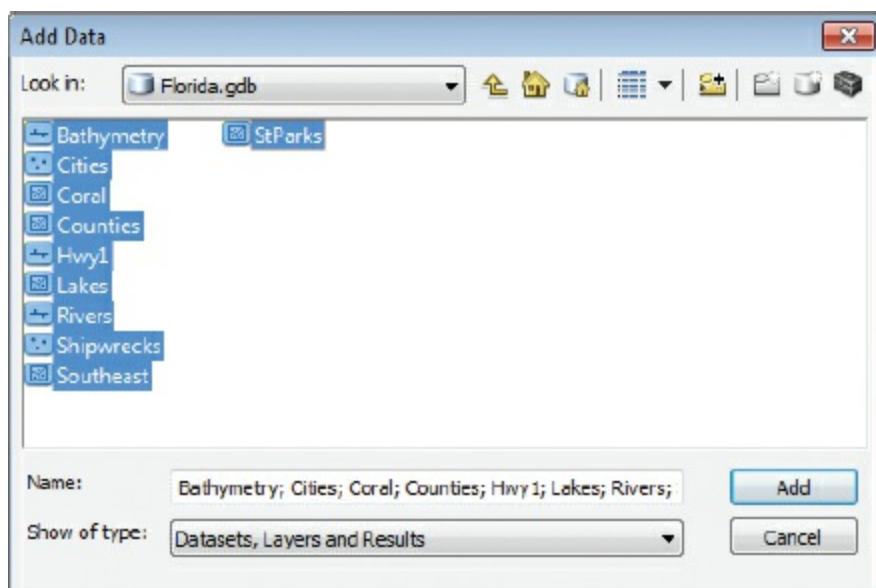 Add Data
Look in: Florida.gdb
Bathymetry StParks
Cities
Coral
Counties
Hwy1
Lakes
Rivers
Shipwrecks
Southeast
Name: Bathymetry; Cities; Coral; Counties; Hwy1; Lakes; Rivers; Add
Show of type: Datasets, Layers and Results Cancel